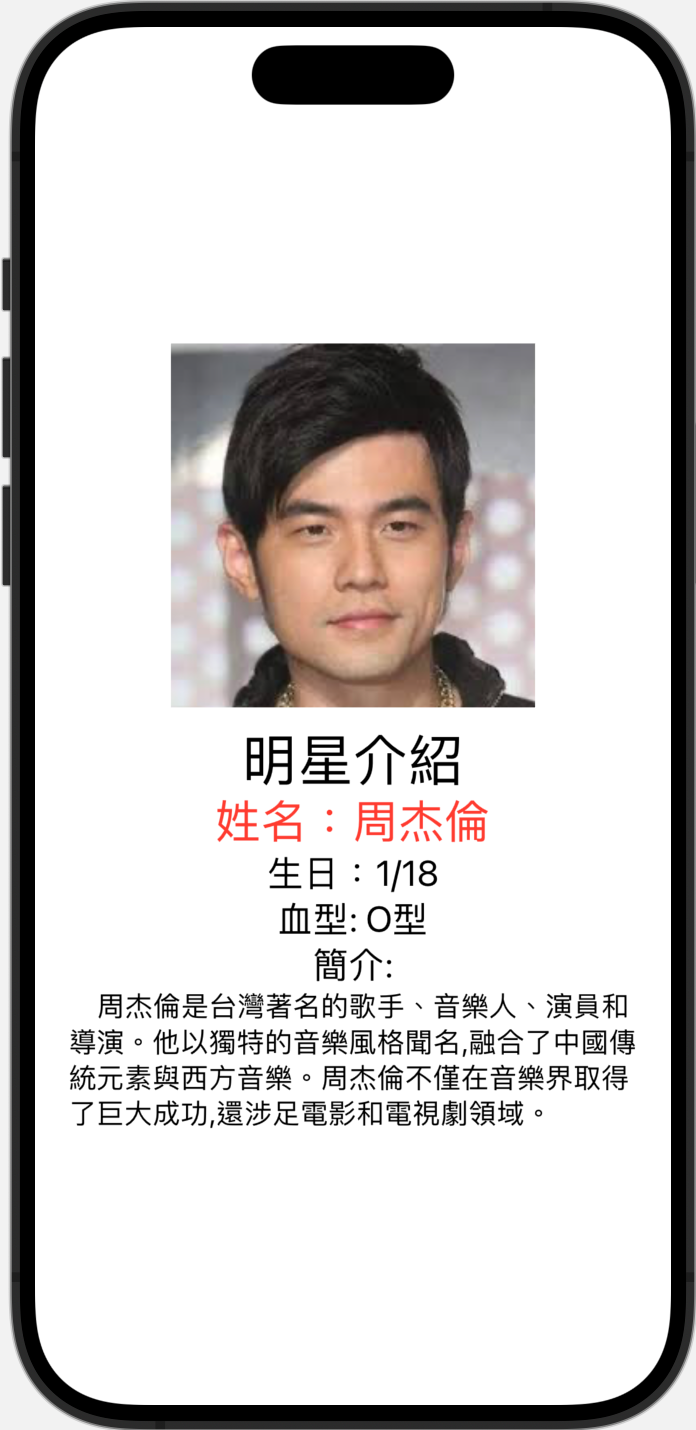 明星介紹
姓名：周杰倫
生日：1/18
血型: O型
簡介:
周杰倫是台灣著名的歌手、音樂人、演員和
導演。他以獨特的音樂風格聞名,融合了中國傳
統元素與西方音樂。周杰倫不僅在音樂界取得
了巨大成功,還涉足電影和電視劇領域。